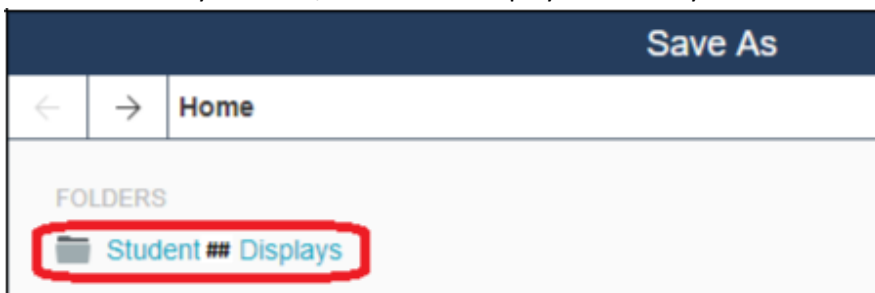 Save As
← → Home
FOLDERS
Student ## Displays